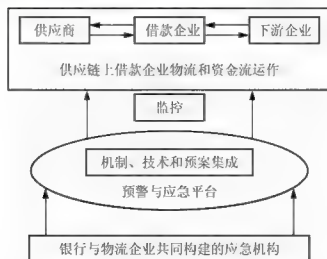 供应商 借款企业 下游企业
供应链上借款企业物流和资金流运作
监控
机制、技术和预案集成
预警与应急平台
银行与物流企业共同构建的应急机构